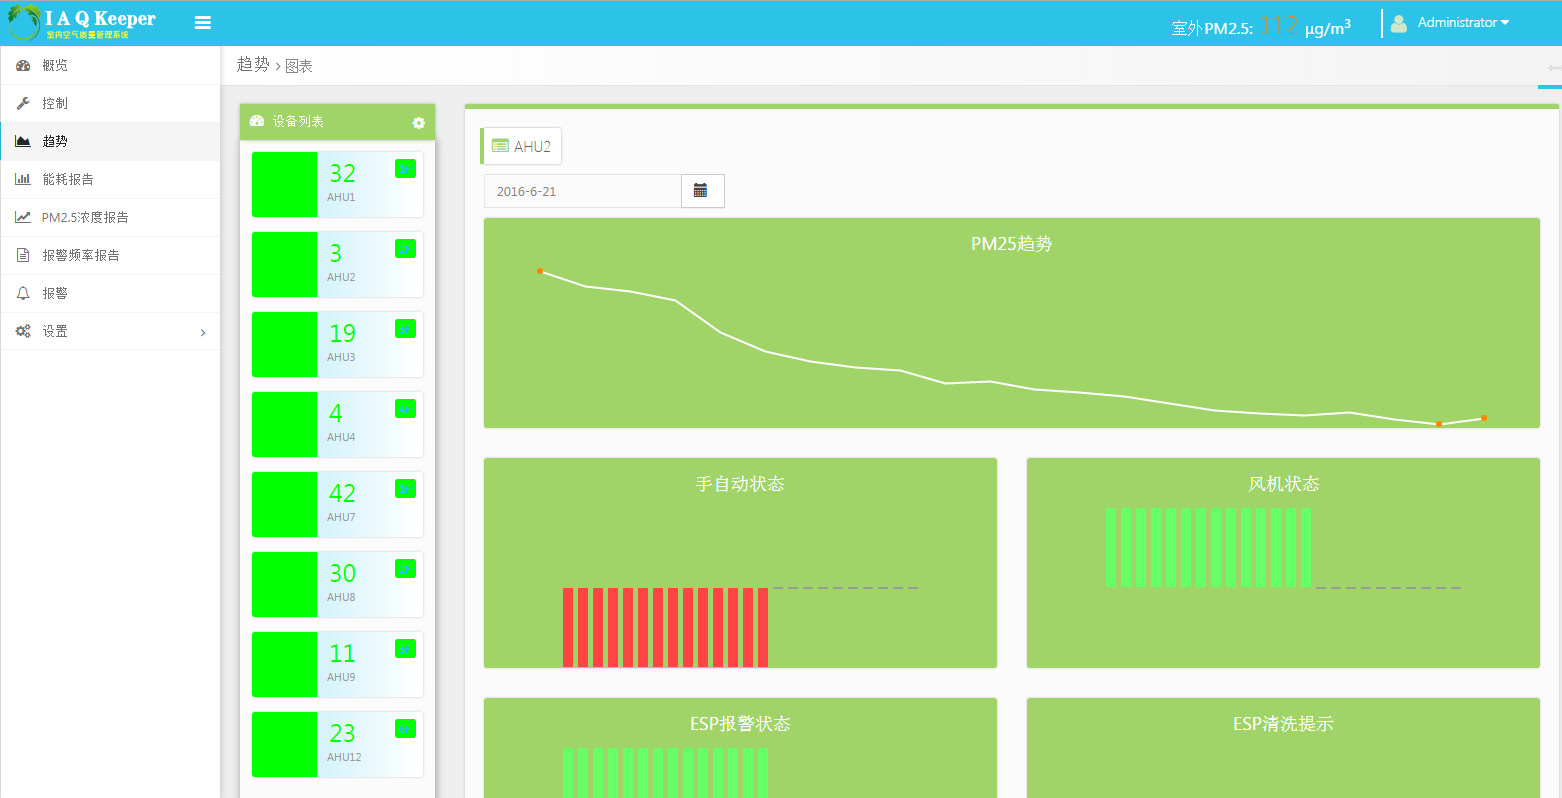 I A Q Keeper
室内空气质量管理系统
室外PM2.5: 112 μg/m³
Administrator
概览
控制
趋势
能耗报告
PM2.5浓度报告
报警频率报告
报警
设置
趋势 > 图表
设备列表
32
AHU1
3
AHU2
19
AHU3
4
AHU4
42
AHU7
30
AHU8
11
AHU9
23
AHU12
AHU2
2016-6-21
PM25趋势
手自动状态
风机状态
ESP报警状态
ESP清洗提示